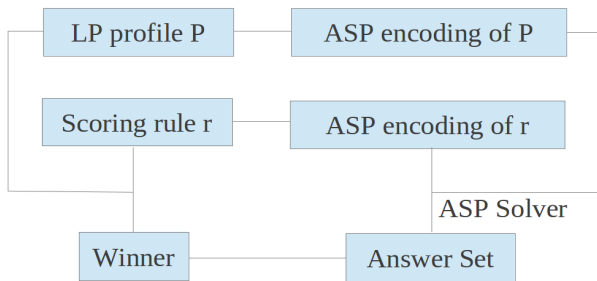 LP profile P
ASP encoding of P
Scoring rule r
ASP encoding of r
ASP Solver
Winner
Answer Set